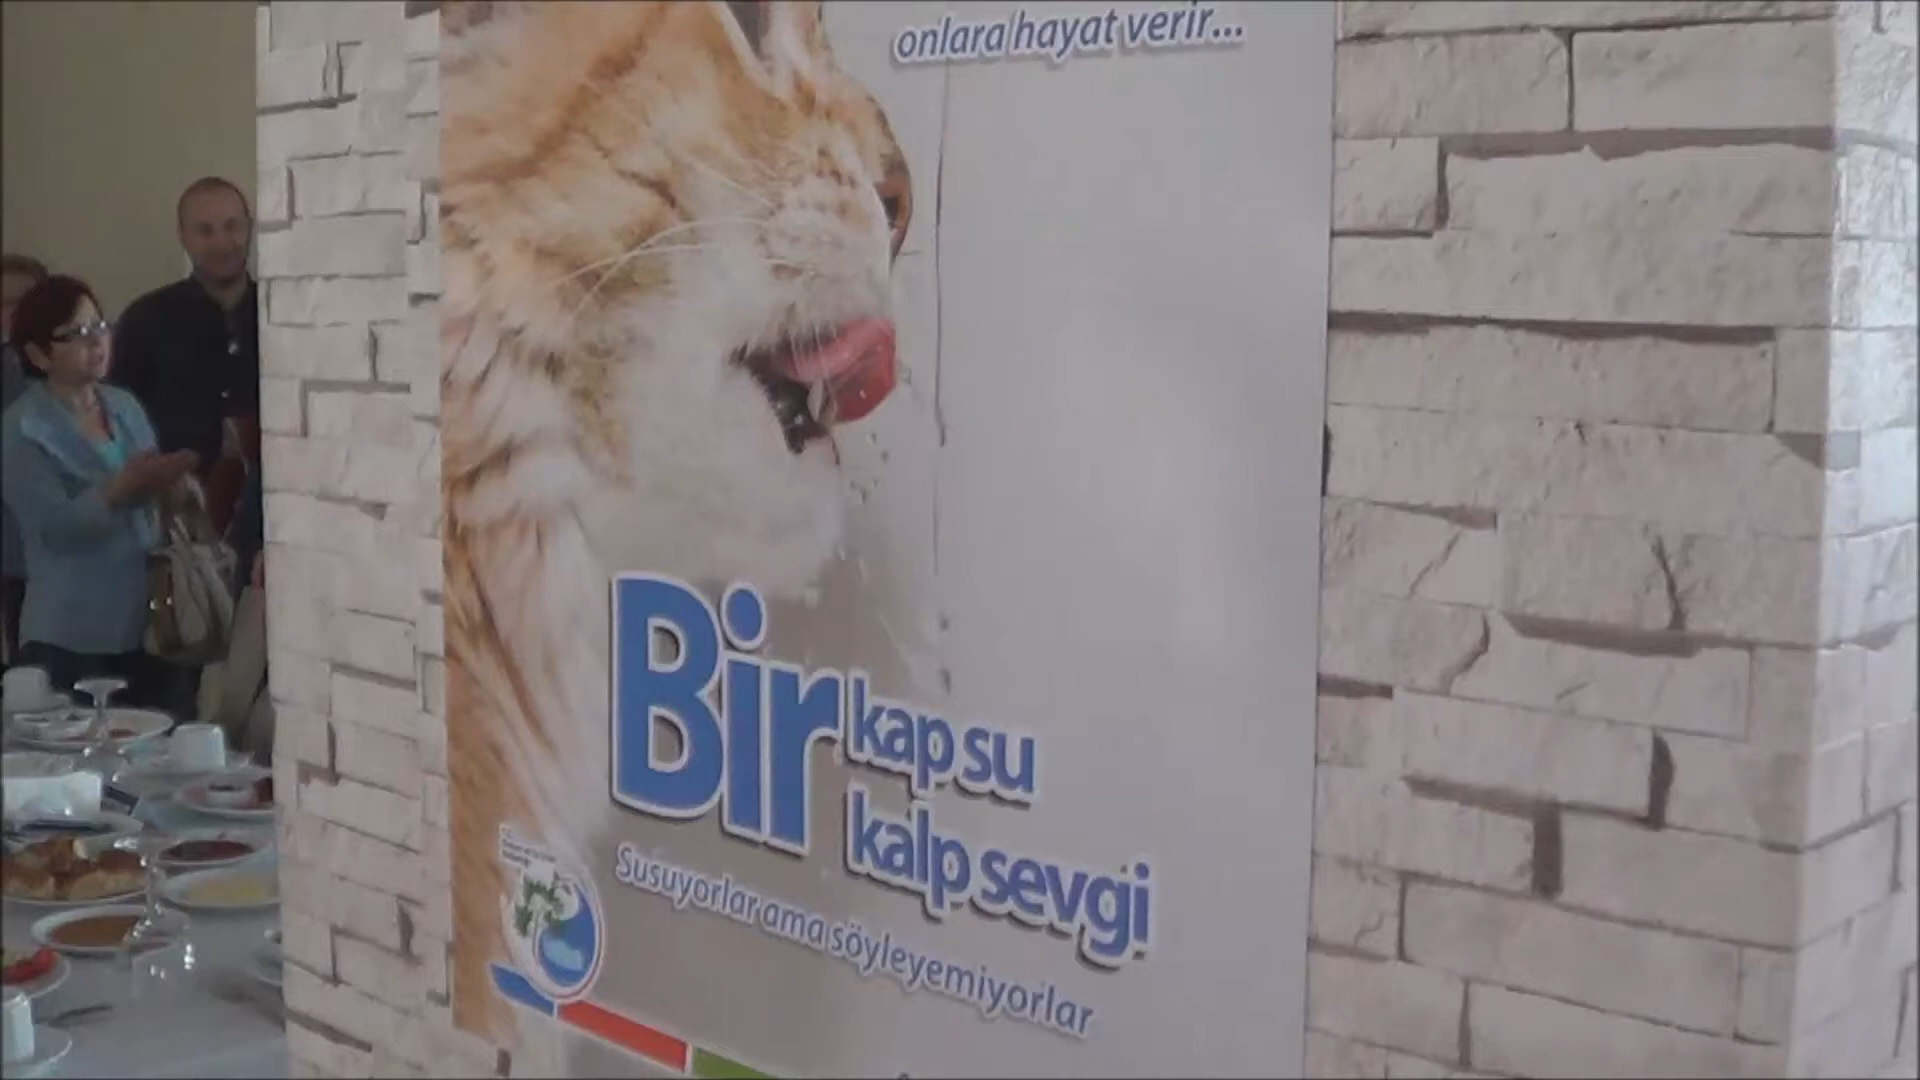 onlara hayat verir...
Bir kap su
kalp sevgi
Susuyorlar ama söyleyemiyorlar